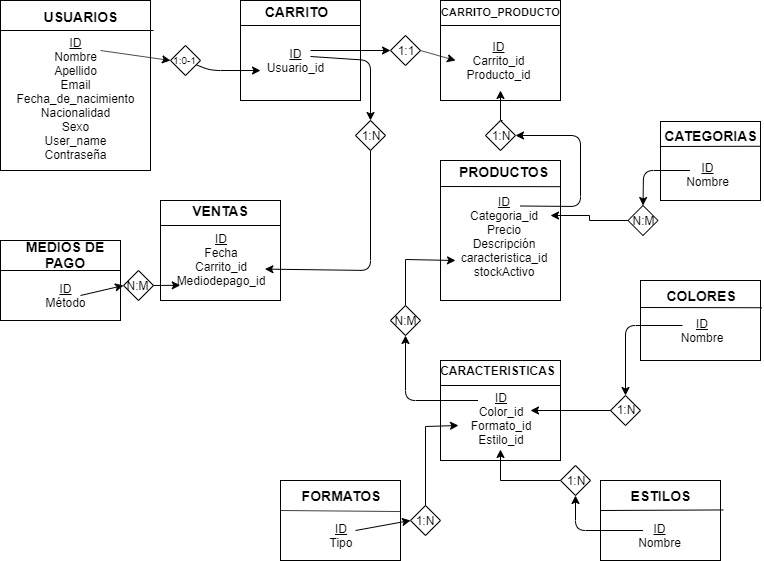 USUARIOS
ID
Nombre
Apellido
Email
Fecha_de_nacimiento
Nacionalidad
Sexo
User_name
Contraseña
1:0-1
CARRITO
ID
Usuario_id
1:1
CARRITO_PRODUCTO
ID
Carrito_id
Producto_id
1:N
1:N
CATEGORIAS
ID
Nombre
N:M
PRODUCTOS
ID
Categoria_id
Precio
Descripción
caracteristica_id
stockActivo
VENTAS
ID
Fecha
Carrito_id
Mediodepago_id
MEDIOS DE
PAGO
ID
Método
N:M
N:M
COLORES
ID
Nombre
1:N
CARACTERISTICAS
ID
Color_id
Formato_id
Estilo_id
FORMATOS
ID
Tipo
1:N
1:N
ESTILOS
ID
Nombre